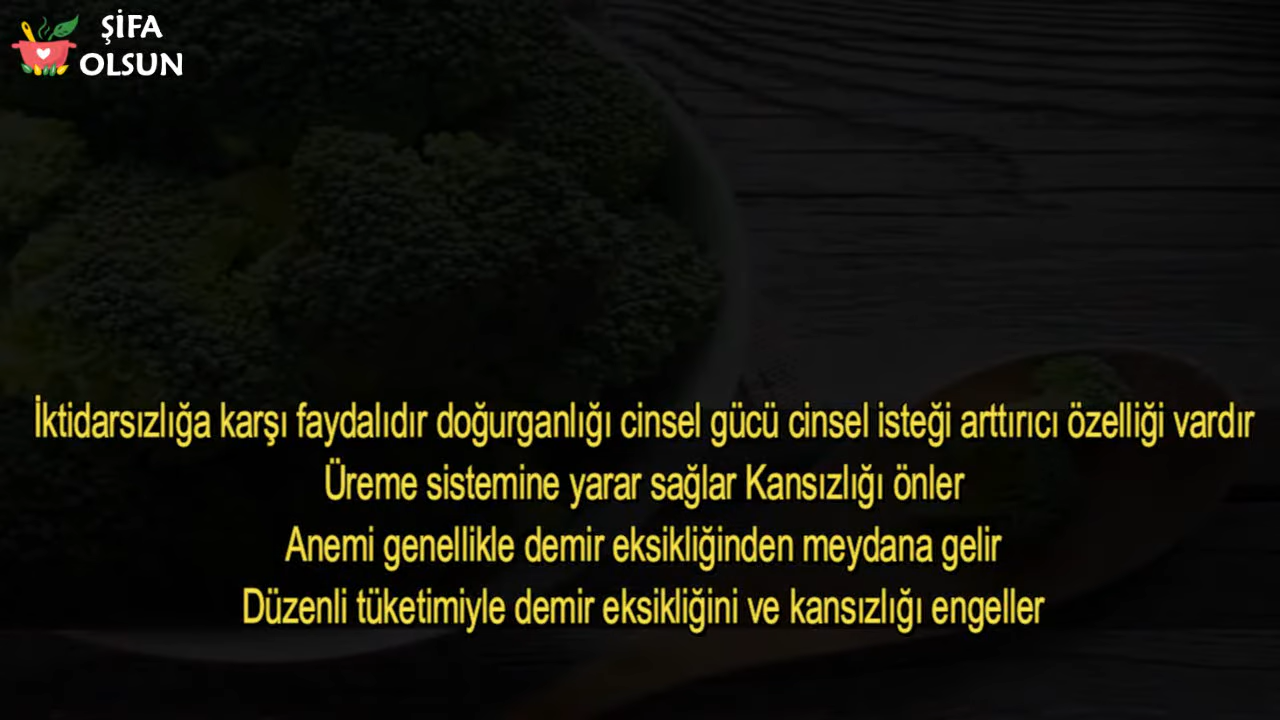 ŞİFA
OLSUN
İktidarsızlığa karşı faydalıdır doğurganlığı cinsel gücü cinsel isteği arttırıcı özelliği vardır
Üreme sistemine yarar sağlar Kansızlığı önler
Anemi genellikle demir eksikliğinden meydana gelir
Düzenli tüketimiyle demir eksikliğini ve kansızlığı engeller